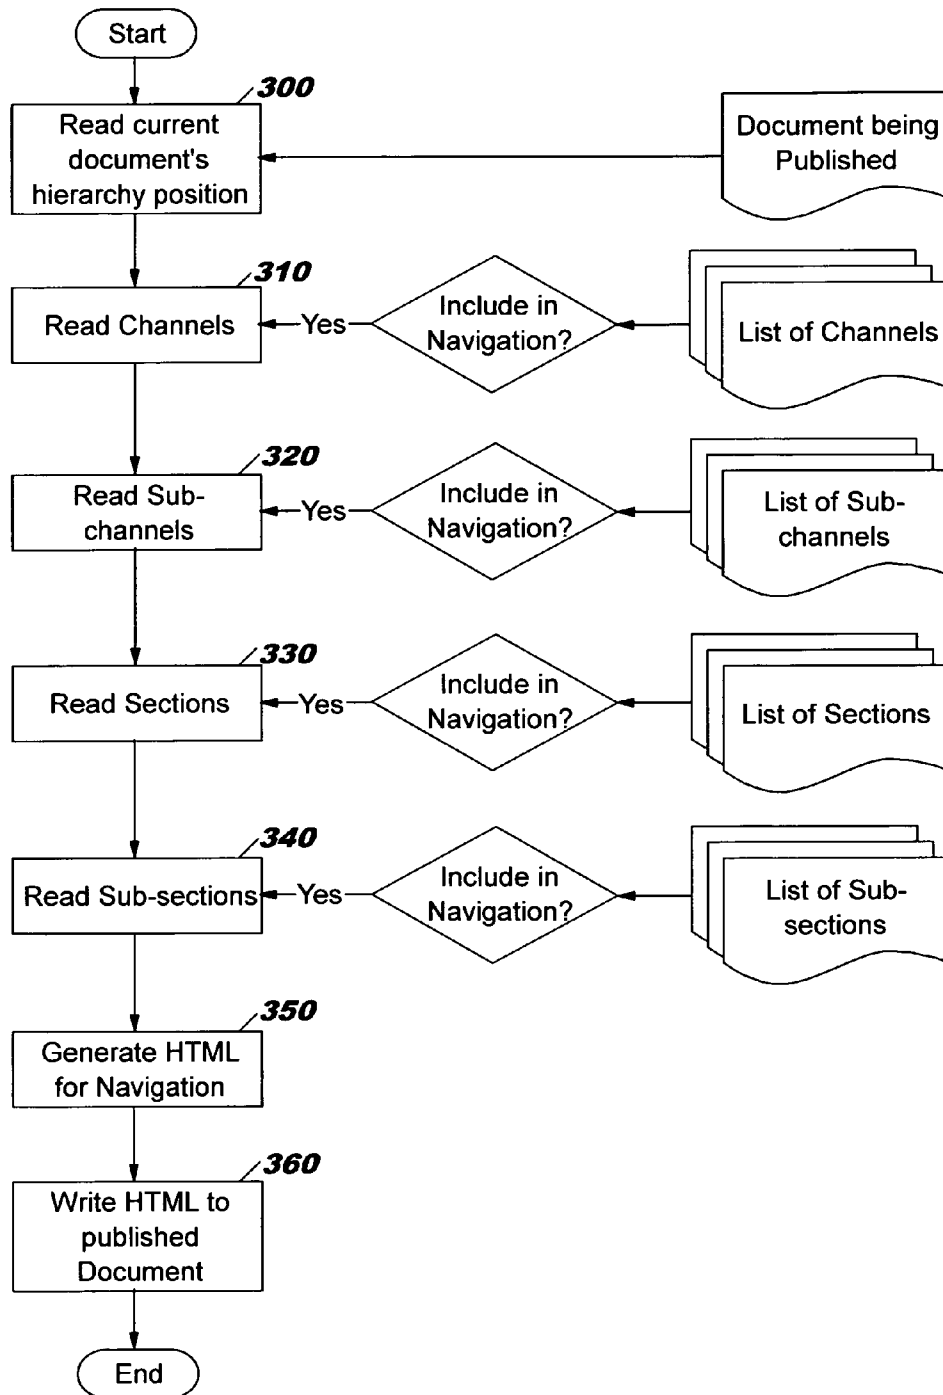 Start
300
Read current
document's
hierarchy position
Document being
Published
310
Read Channels
Yes
Include in
Navigation?
List of Channels
320
Read Sub-
channels
Yes
Include in
Navigation?
List of Sub-
channels
330
Read Sections
Yes
Include in
Navigation?
List of Sections
340
Read Sub-sections
Yes
Include in
Navigation?
List of Sub-
sections
350
Generate HTML
for Navigation
360
Write HTML to
published
Document
End